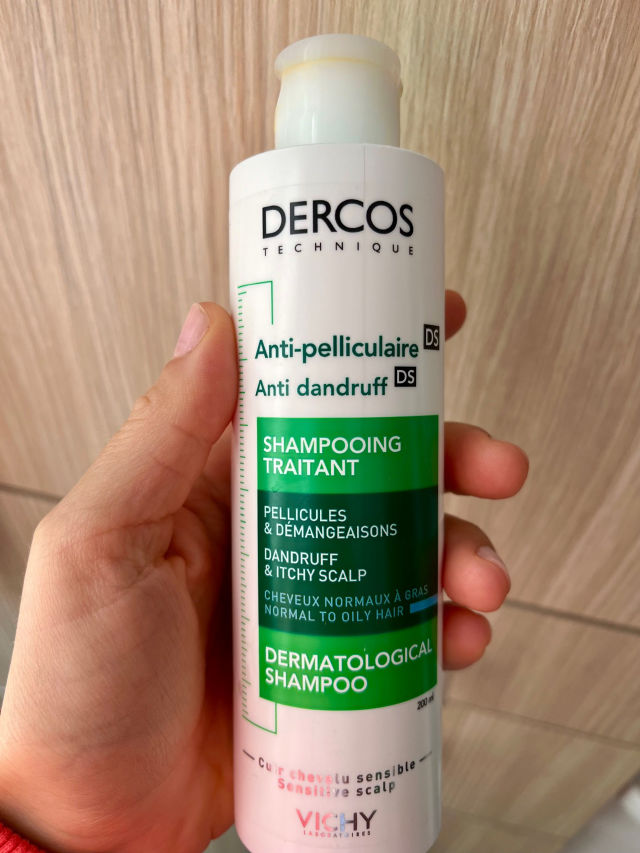 DERCOS
TECHNIQUE
Anti-pelliculaire DS
Anti dandruff DS
SHAMPOOING
TRAITANT
PELLICULES
& DÉMANGEAISONS
DANDRUFF
& ITCHY SCALP
CHEVEUX NORMAUX À GRAS
NORMAL TO OILY HAIR
DERMATOLOGICAL
SHAMPOO
200 ml
Cuir chevelu sensible
Sensitive scalp
VICHY
LABORATOIRES